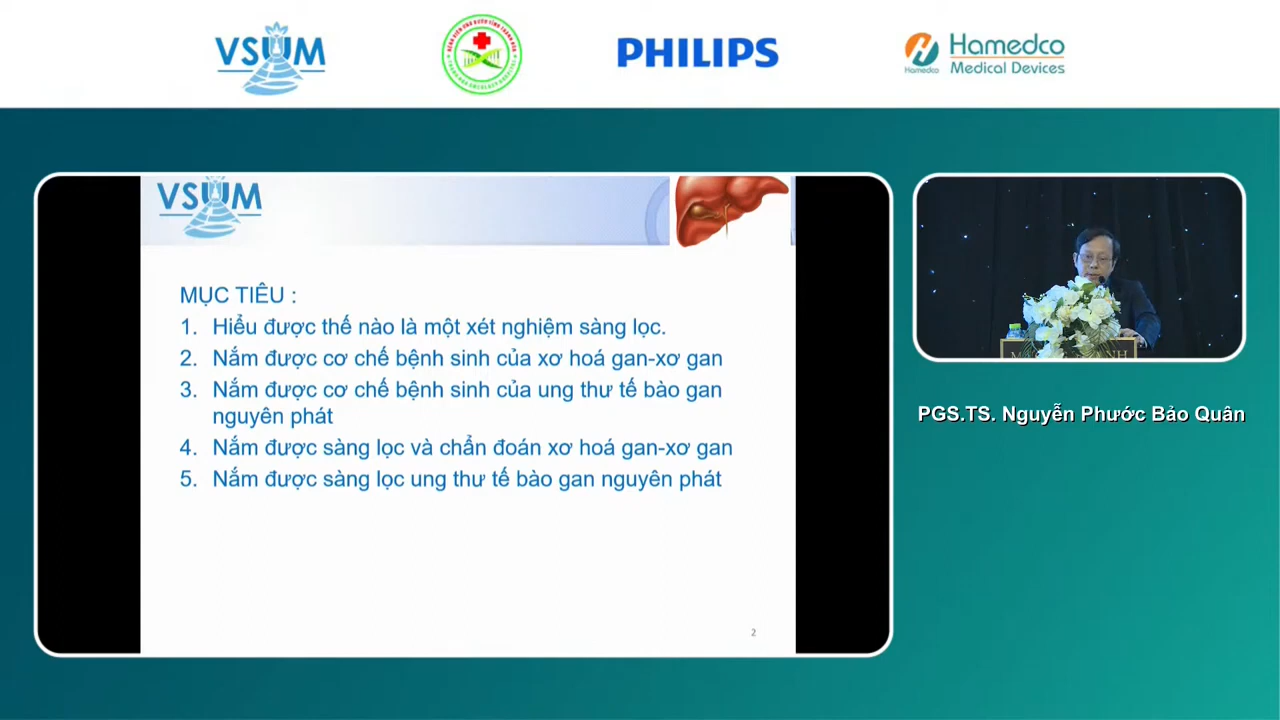 VSUM
PHILIPS
Hamedco
Hamedco
Medical Devices
VSUM
MỤC TIÊU :
1. Hiểu được thế nào là một xét nghiệm sàng lọc.
2. Nắm được cơ chế bệnh sinh của xơ hoá gan-xơ gan
3. Nắm được cơ chế bệnh sinh của ung thư tế bào gan
nguyên phát
4. Nắm được sàng lọc và chẩn đoán xơ hoá gan-xơ gan
5. Nắm được sàng lọc ung thư tế bào gan nguyên phát
2
PGS.TS. Nguyễn Phước Bảo Quân